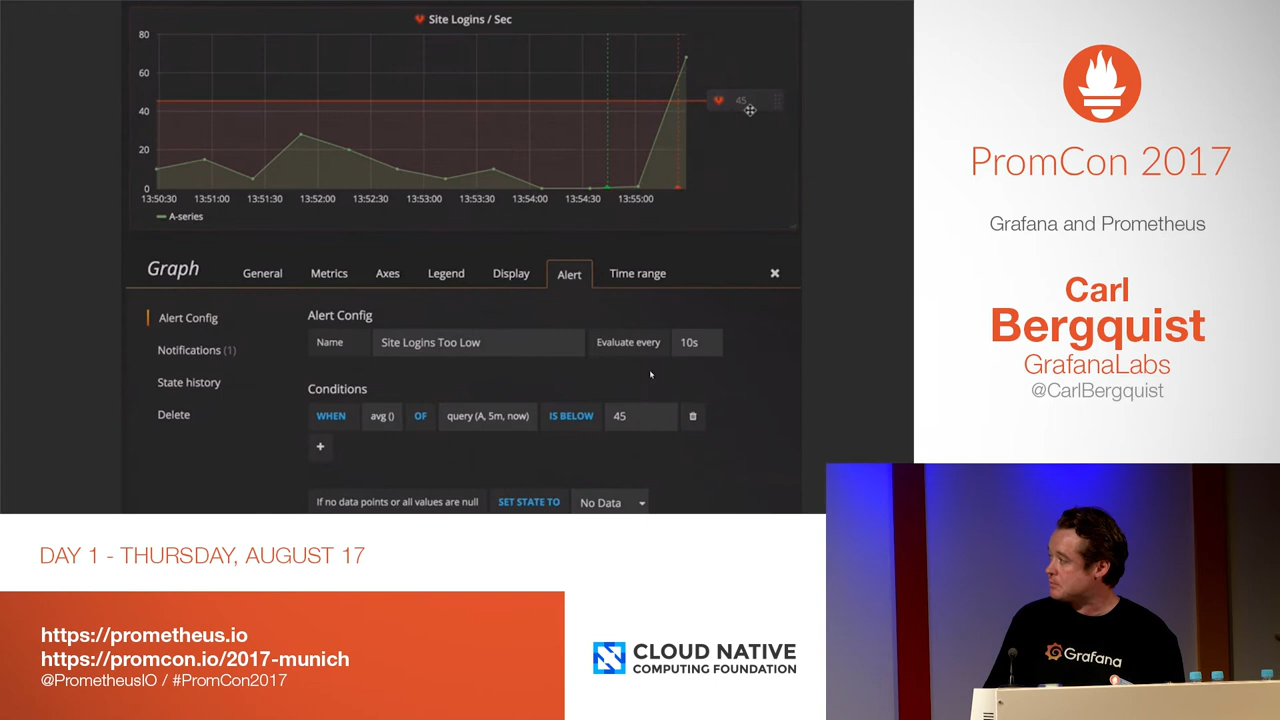 Site Logins / Sec
80
60
40
20
0
45
13:50:30 13:51:00 13:51:30 13:52:00 13:52:30 13:53:00 13:53:30 13:54:00 13:54:30 13:55:00
A-series
Graph General Metrics Axes Legend Display Alert Time range
Alert Config
Notifications (1)
State history
Delete
Alert Config
Name Site Logins Too Low Evaluate every 10s
Conditions
WHEN avg () OF query (A, 5m, now) IS BELOW 45
+
If no data points or all values are null SET STATE TO No Data
PromCon 2017
Grafana and Prometheus
Carl
Bergquist
GrafanaLabs
@CarlBergquist
DAY 1 - THURSDAY, AUGUST 17
https://prometheus.io
https://promcon.io/2017-munich
@PrometheusIO / #PromCon2017
CLOUD NATIVE
COMPUTING FOUNDATION
Grafana